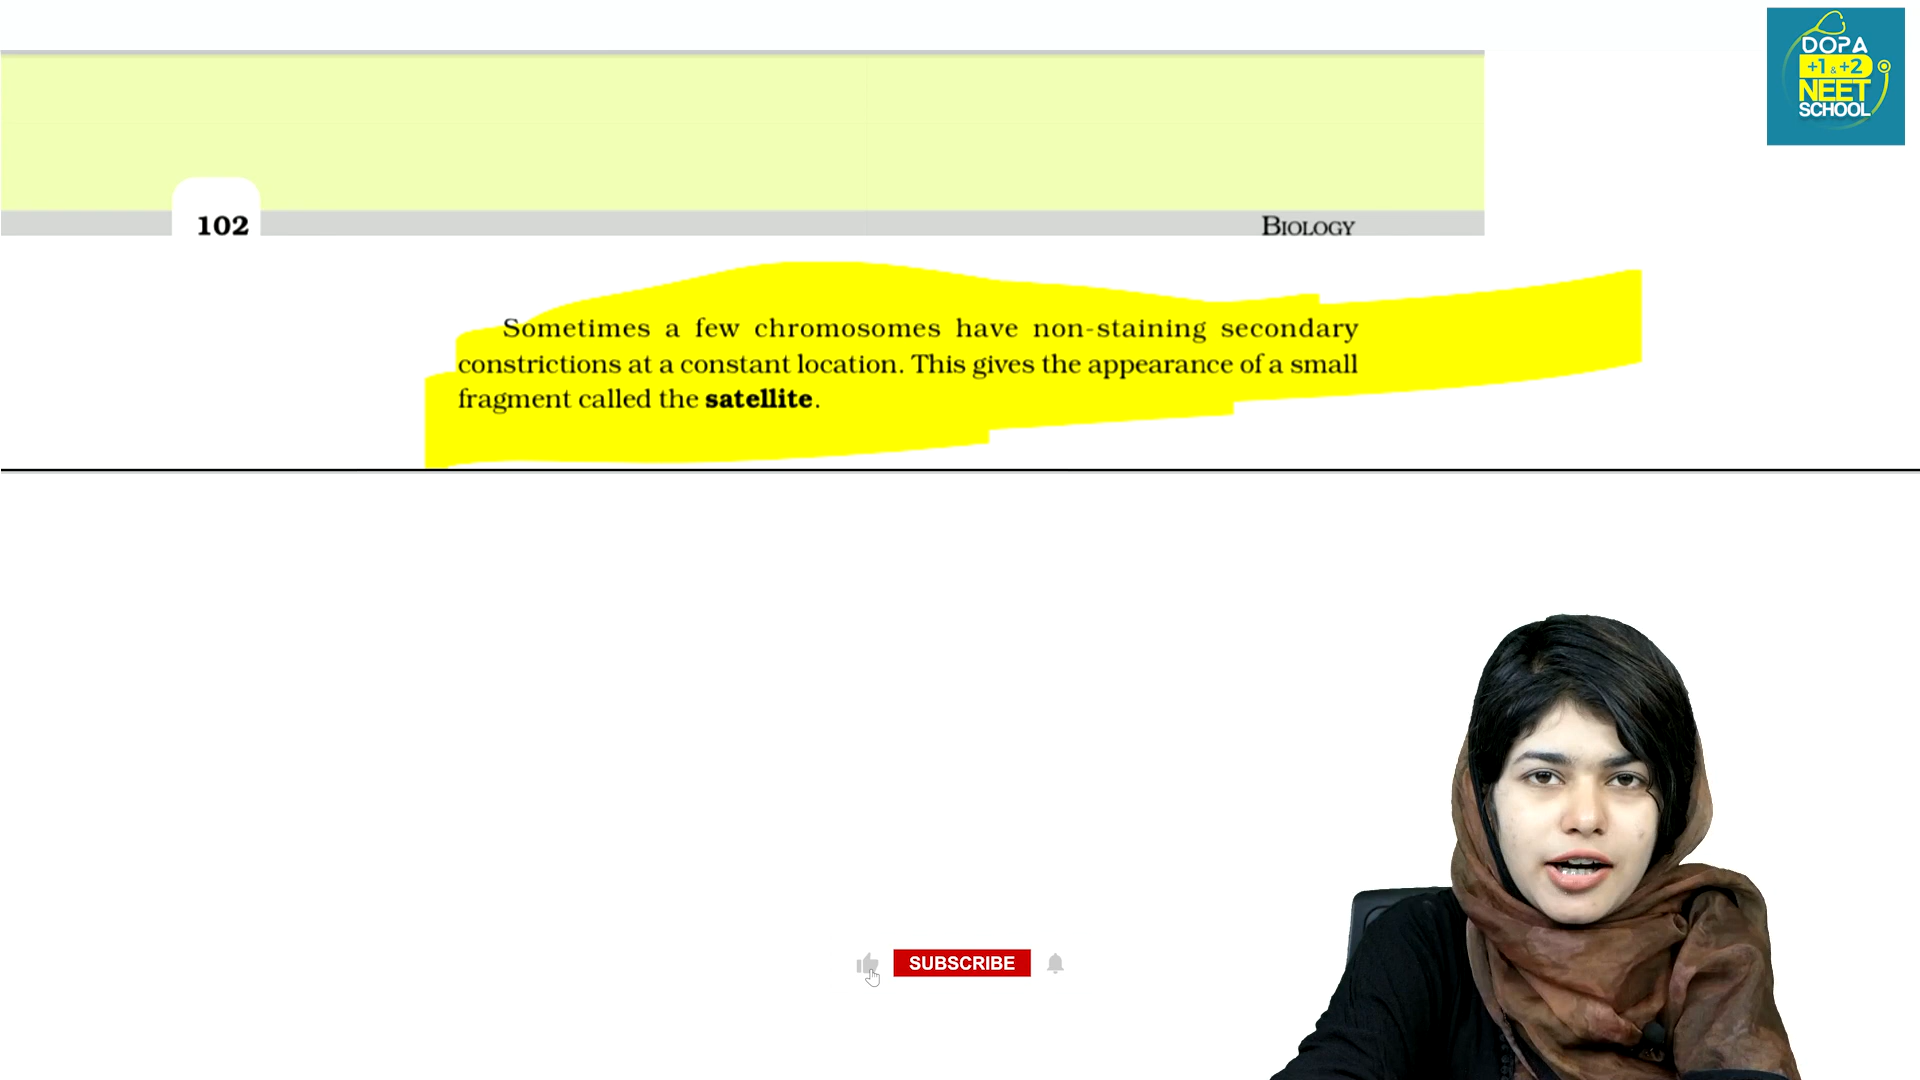 DOPA
+1 & +2
NEET
SCHOOL
102
BIOLOGY
Sometimes a few chromosomes have non-staining secondary
constrictions at a constant location. This gives the appearance of a small
fragment called the satellite.
SUBSCRIBE